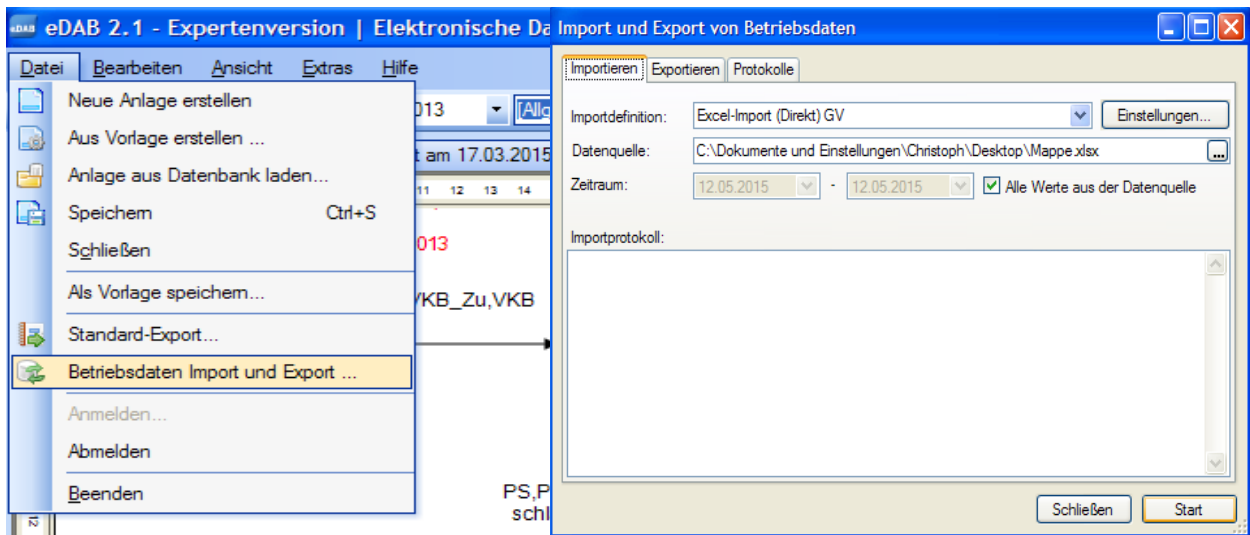 eDAB eDAB 2.1 - Expertenversion | Elektronische Da
Datei Bearbeiten Ansicht Extras Hilfe
Neue Anlage erstellen
Aus Vorlage erstellen ...
Anlage aus Datenbank laden...
Speichern Ctrl+S
Schließen
Als Vorlage speichern...
Standard-Export...
Betriebsdaten Import und Export ...
Anmelden...
Abmelden
Beenden
013
[Allg
t am 17.03.2015
11 12 13 14
013
VKB_Zu,VKB
PS,P
schl
12
Import und Export von Betriebsdaten
Importieren Exportieren Protokolle
Importdefinition: Excel-Import (Direkt) GV Einstellungen...
Datenquelle: C:\Dokumente und Einstellungen\Christoph\Desktop\Mappe.xlsx ...
Zeitraum: 12.05.2015 - 12.05.2015 Alle Werte aus der Datenquelle
Importprotokoll:
Schließen Start